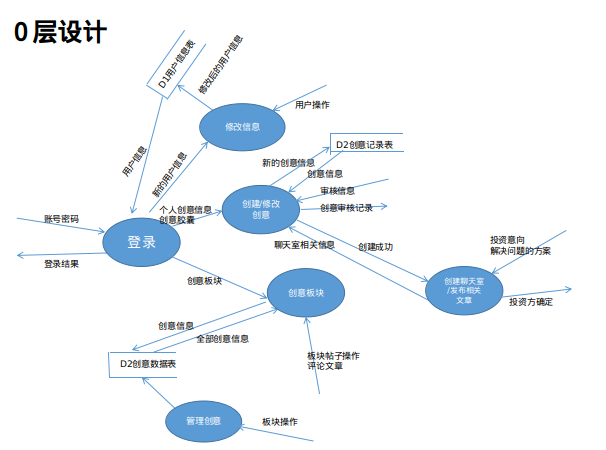 0 层设计
D1用户信息表
修改后的用户信息
用户操作
修改信息
D2创意记录表
用户信息
新的用户信息
新的创意信息
创意信息
审核信息
个人创意信息
创意胶囊
创建/修改
创意
创意审核记录
账号密码
登录
聊天室相关信息
创建成功
投资意向
解决问题的方案
登录结果
创意板块
创意板块
创建聊天室
/发布相关
文章
投资方确定
创意信息
全部创意信息
D2创意数据表
板块帖子操作
评论文章
管理创意
板块操作